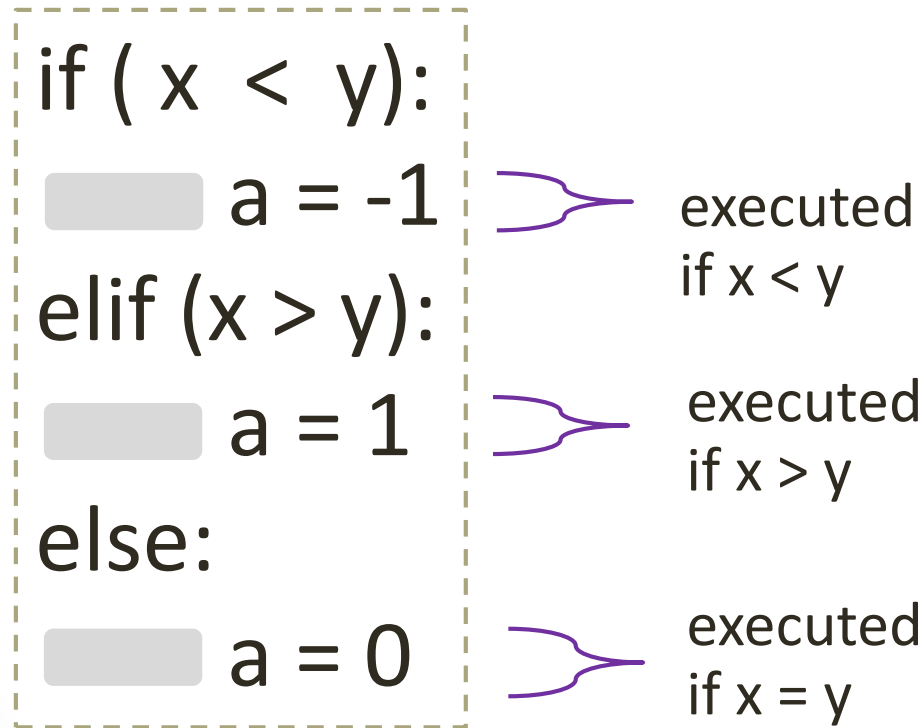 if ( x < y):
a = -1
executed
if x < y
elif (x > y):
a = 1
executed
if x > y
else:
a = 0
executed
if x = y